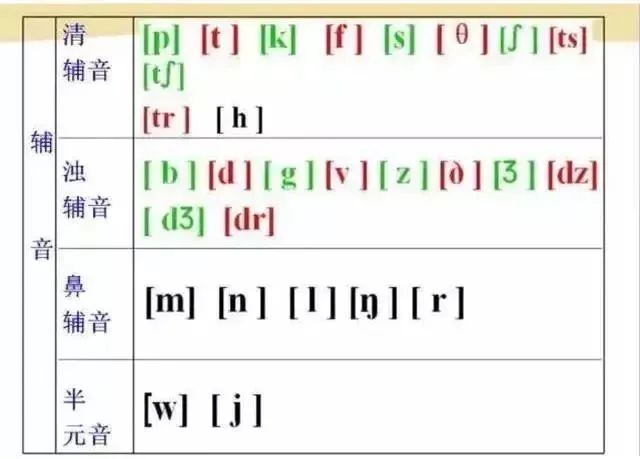 辅音
清辅音
[p] [t ] [k] [f ] [s] [ θ ] [ʃ ] [ts]
[tʃ]
[tr ] [ h ]
浊辅音
[ b ] [d ] [ g ] [v ] [ z ] [ð ] [ʒ ] [dz]
[ dʒ] [dr]
鼻辅音
[m] [n ] [ l ] [ŋ ] [ r ]
半元音
[w] [ j ]